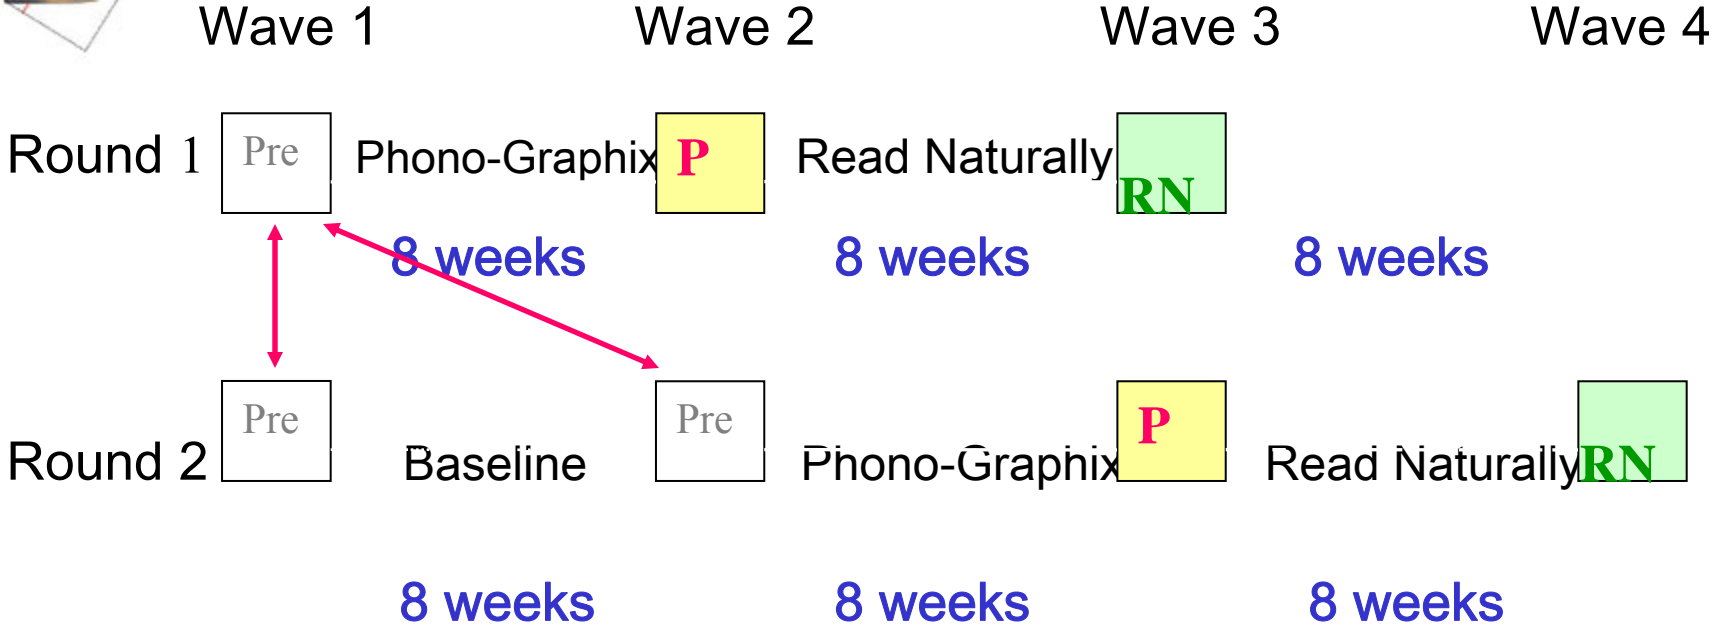 Wave 1 Wave 2 Wave 3 Wave 4
Round 1 Pre Phono-Graphix P Read Naturally RN
8 weeks 8 weeks 8 weeks
Round 2 Pre Baseline Pre Phono-Graphix P Read Naturally RN
8 weeks 8 weeks 8 weeks